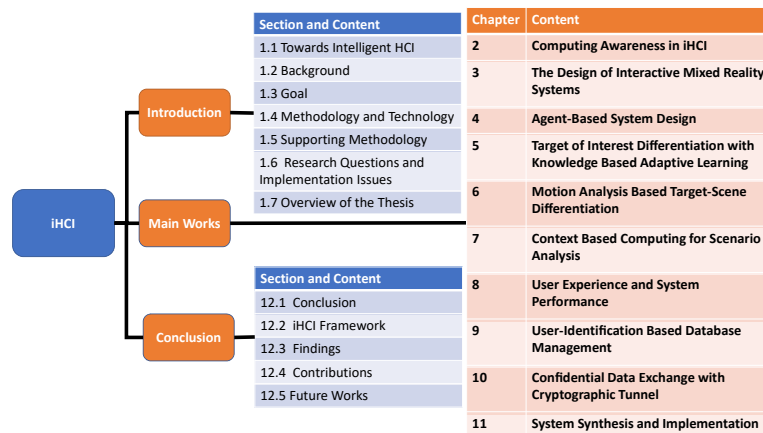 iHCI
Introduction
Main Works
Conclusion
Section and Content
1.1 Towards Intelligent HCI
1.2 Background
1.3 Goal
1.4 Methodology and Technology
1.5 Supporting Methodology
1.6 Research Questions and
Implementation Issues
1.7 Overview of the Thesis
Section and Content
12.1 Conclusion
12.2 iHCI Framework
12.3 Findings
12.4 Contributions
12.5 Future Works
Chapter Content
2 Computing Awareness in iHCI
3 The Design of Interactive Mixed Reality
Systems
4 Agent-Based System Design
5 Target of Interest Differentiation with
Knowledge Based Adaptive Learning
6 Motion Analysis Based Target-Scene
Differentiation
7 Context Based Computing for Scenario
Analysis
8 User Experience and System
Performance
9 User-Identification Based Database
Management
10 Confidential Data Exchange with
Cryptographic Tunnel
11 System Synthesis and Implementation